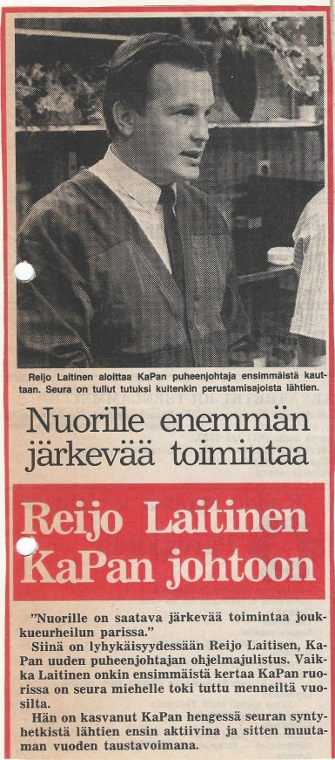 Reijo Laitinen aloittaa KaPan puheenjohtaja ensimmäistä kaut-
taan. Seura on tullut tutuksi kuitenkin perustamisajoista lähtien.
Nuorille enemmän
järkevää toimintaa
Reijo Laitinen
KaPan johtoon
"Nuorille on saatava järkevää toimintaa jouk-
kueurheilun parissa."
Siinä on lyhykäisyydessään Reijo Laitisen, Ka-
Pan uuden puheenjohtajan ohjelmajulistus. Vaik-
ka Laitinen onkin ensimmäistä kertaa KaPan ruo-
rissa on seura miehelle toki tuttu menneiltä vuo-
silta.
Hän on kasvanut KaPan hengessä seuran synty-
hetkistä lähtien ensin aktiivina ja sitten muuta-
man vuoden taustavoimana.